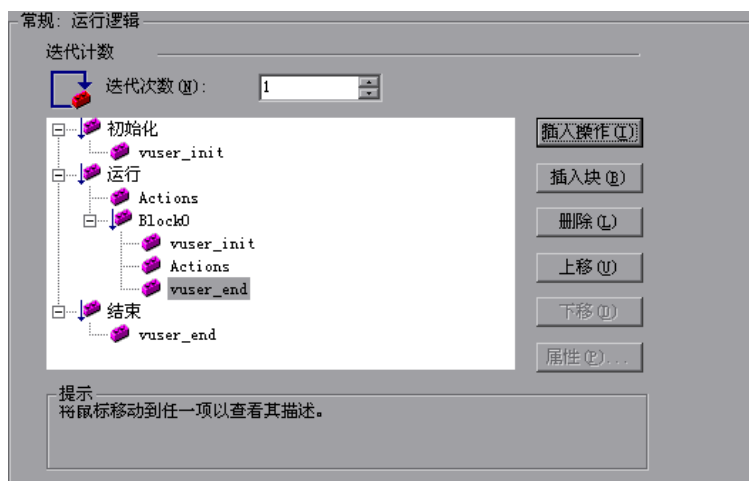 常规: 运行逻辑
迭代计数
迭代次数(N): 1
初始化
vuser_init
运行
Actions
Block0
vuser_init
Actions
vuser_end
结束
vuser_end
插入操作(I)
插入块(B)
删除(L)
上移(U)
下移(D)
属性(P)...
提示
将鼠标移动到任一项以查看其描述。